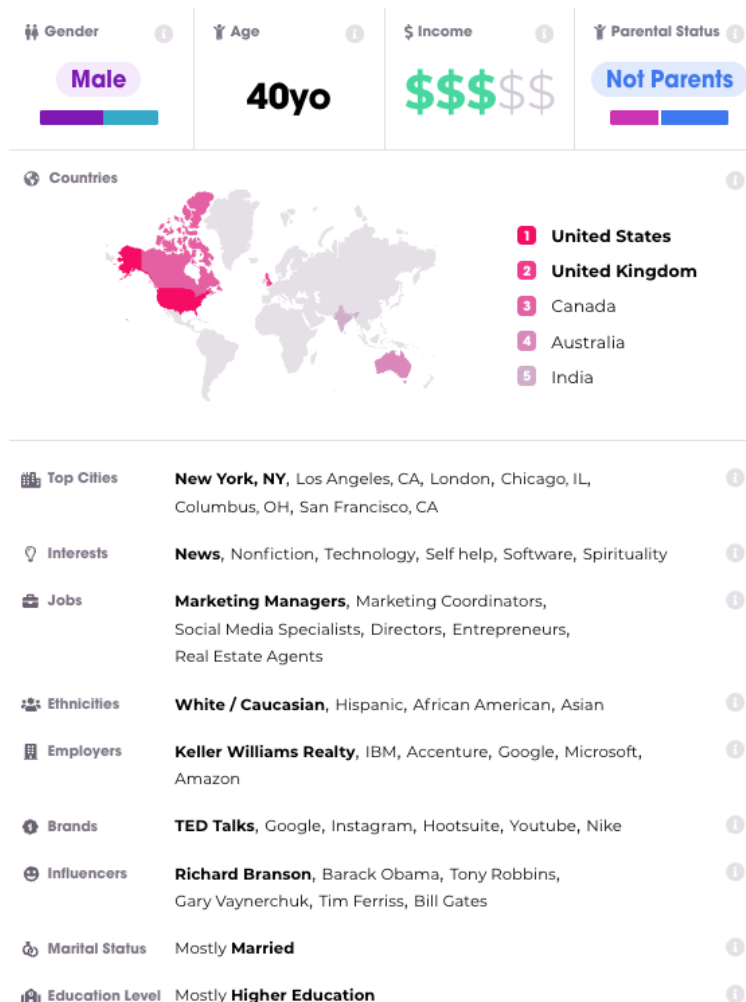 Gender
Age
$ Income
Parental Status
Male
40yo
$$$$$
Not Parents
Countries
1 United States
2 United Kingdom
3 Canada
4 Australia
5 India
Top Cities
New York, NY, Los Angeles, CA, London, Chicago, IL,
Columbus, OH, San Francisco, CA
Interests
News, Nonfiction, Technology, Self help, Software, Spirituality
Jobs
Marketing Managers, Marketing Coordinators,
Social Media Specialists, Directors, Entrepreneurs,
Real Estate Agents
Ethnicities
White / Caucasian, Hispanic, African American, Asian
Employers
Keller Williams Realty, IBM, Accenture, Google, Microsoft,
Amazon
Brands
TED Talks, Google, Instagram, Hootsuite, Youtube, Nike
Influencers
Richard Branson, Barack Obama, Tony Robbins,
Gary Vaynerchuk, Tim Ferriss, Bill Gates
Marital Status
Mostly Married
Education Level
Mostly Higher Education